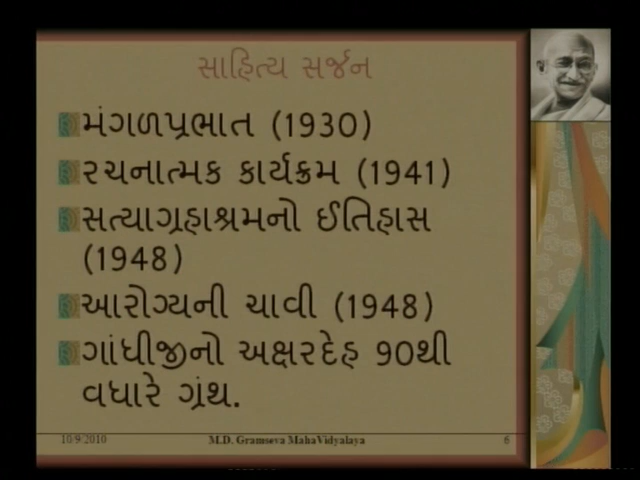 સાહિત્ય સર્જન
મંગળપ્રભાત (1930)
રચનાત્મક કાર્યક્રમ (1941)
સત્યાગ્રહાશ્રમનો ઈતિહાસ
(1948)
આરોગ્યની ચાવી (1948)
ગાંધીજીનો અક્ષરદેહ 90થી
વધારે ગ્રંથ.
10/9/2010 M.D. Gramseva MahaVidyalaya 6